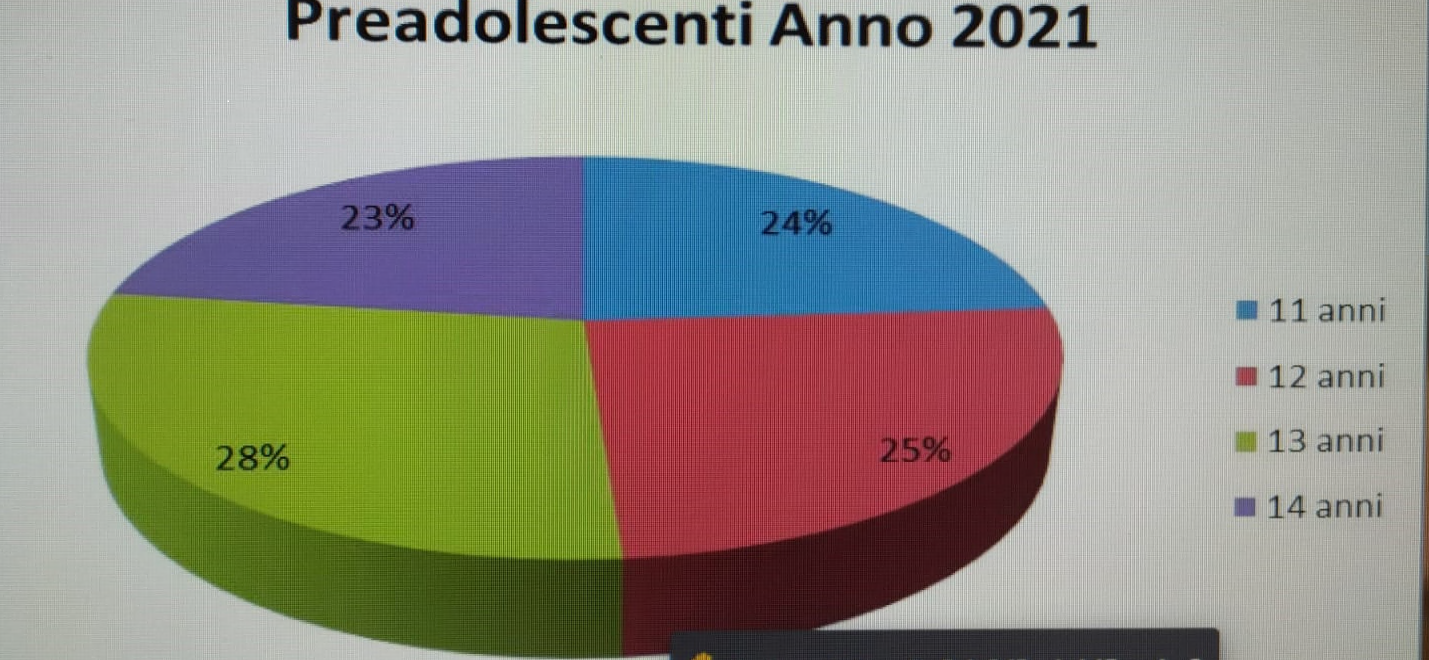 Preadolescenti Anno 2021
23%
24%
28%
25%
11 anni
12 anni
13 anni
14 anni